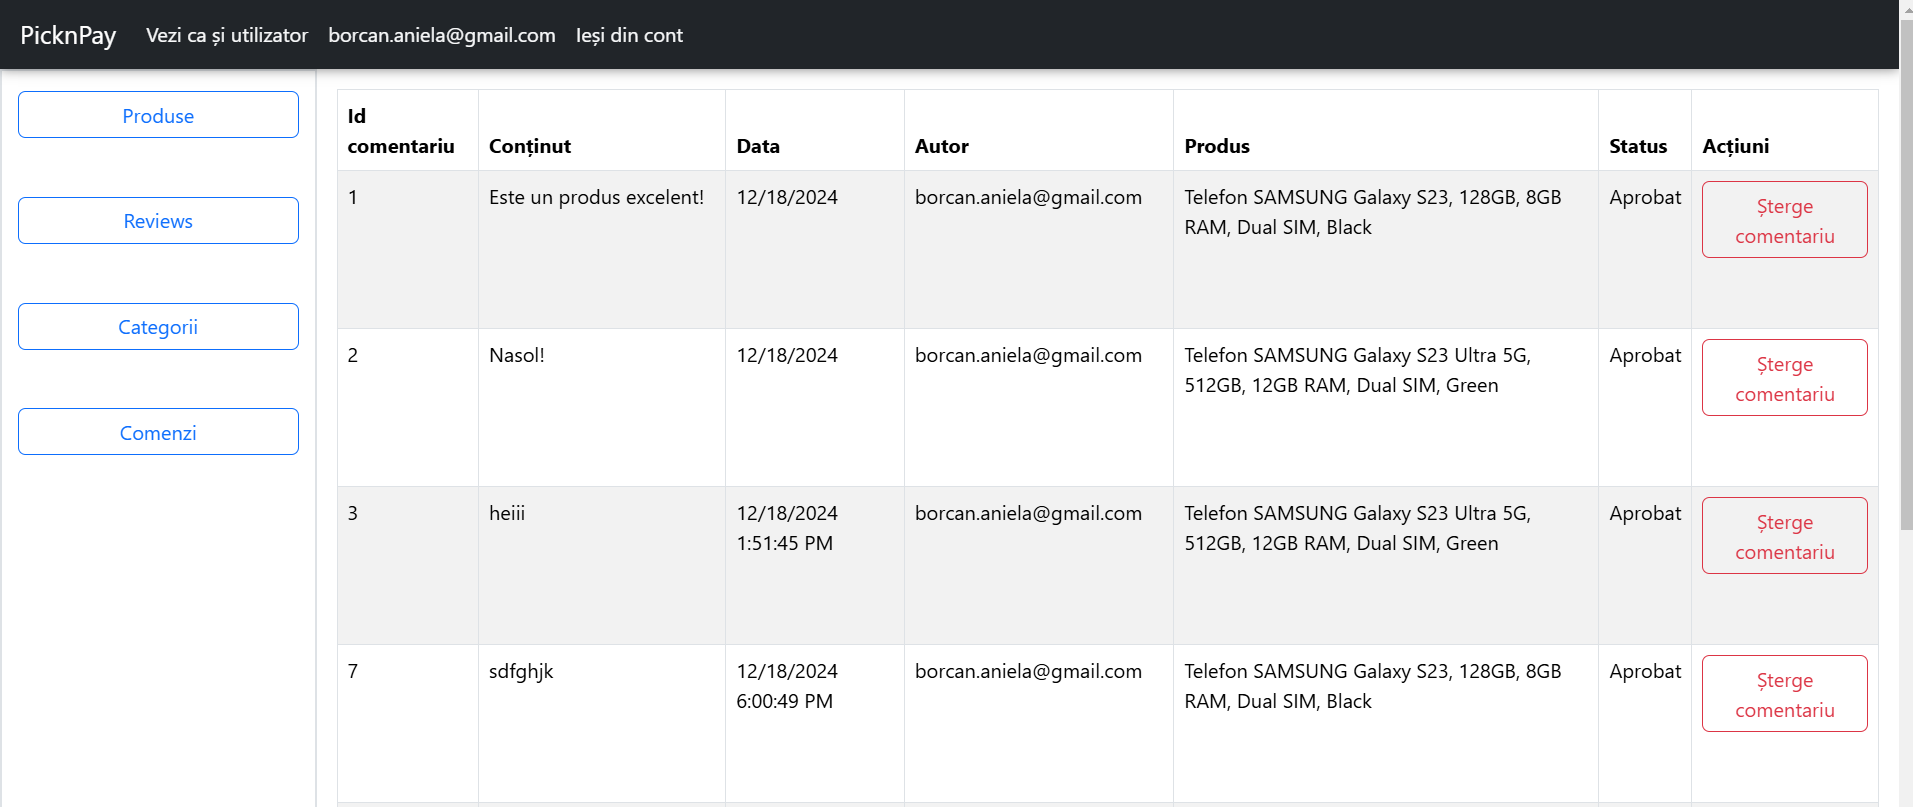 PicknPay Vezi ca și utilizator borcan.aniela@gmail.com Ieși din cont
Produse
Reviews
Categorii
Comenzi
Id comentariu Conținut Data Autor Produs Status Acțiuni
1 Este un produs excelent! 12/18/2024 borcan.aniela@gmail.com Telefon SAMSUNG Galaxy S23, 128GB, 8GB Aprobat Șterge
RAM, Dual SIM, Black comentariu
2 Nasol! 12/18/2024 borcan.aniela@gmail.com Telefon SAMSUNG Galaxy S23 Ultra 5G, Aprobat Șterge
512GB, 12GB RAM, Dual SIM, Green comentariu
3 heiii 12/18/2024 borcan.aniela@gmail.com Telefon SAMSUNG Galaxy S23 Ultra 5G, Aprobat Șterge
1:51:45 PM 512GB, 12GB RAM, Dual SIM, Green comentariu
7 sdfghjk 12/18/2024 borcan.aniela@gmail.com Telefon SAMSUNG Galaxy S23, 128GB, 8GB Aprobat Șterge
6:00:49 PM RAM, Dual SIM, Black comentariu